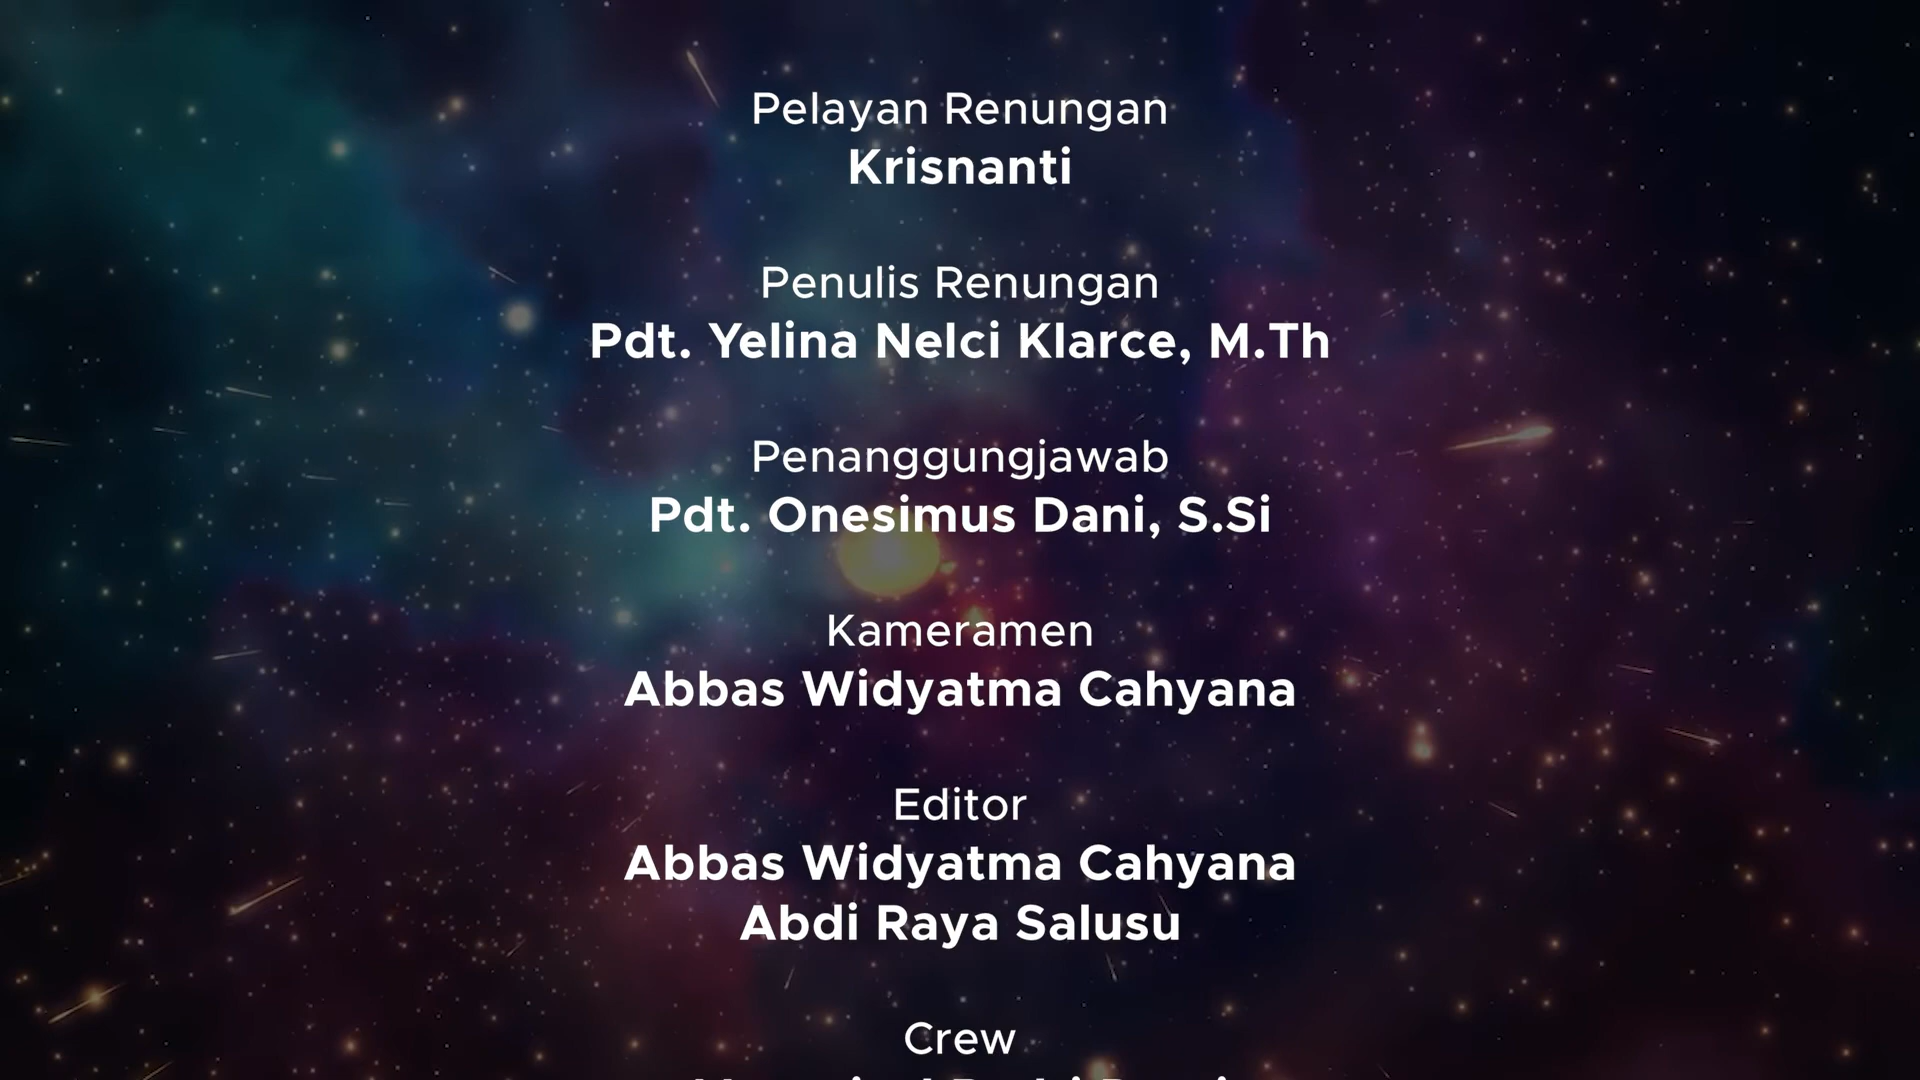 Pelayan Renungan
Krisnanti
Penulis Renungan
Pdt. Yelina Nelci Klarce, M.Th
Penanggungjawab
Pdt. Onesimus Dani, S.Si
Kameramen
Abbas Widyatma Cahyana
Editor
Abbas Widyatma Cahyana
Abdi Raya Salusu
Crew